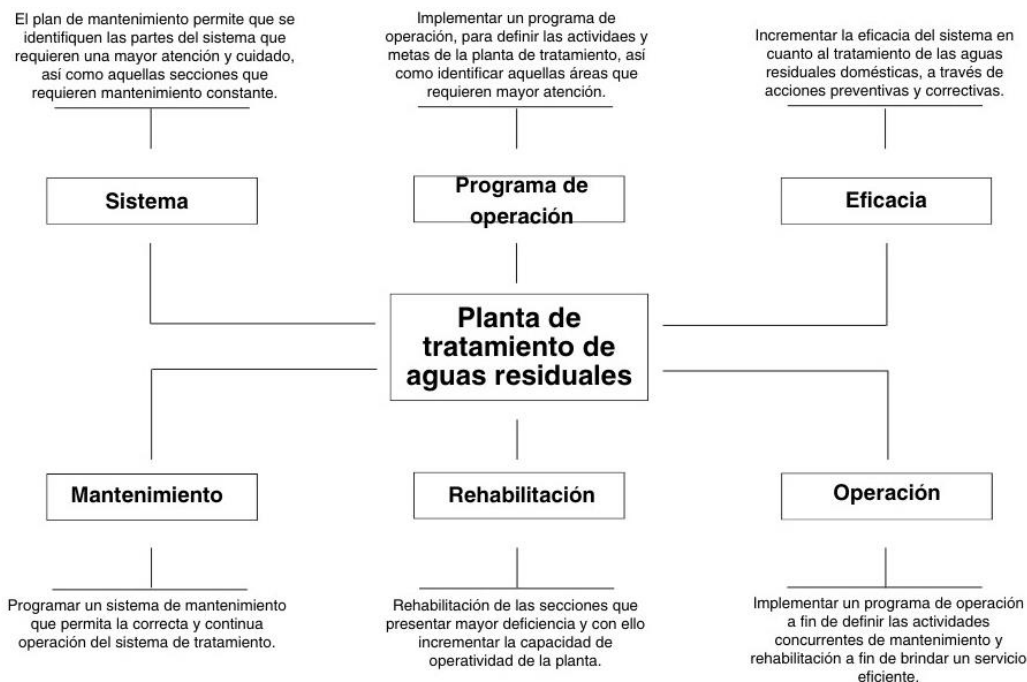 El plan de mantenimiento permite que se
identifiquen las partes del sistema que
requieren una mayor atención y cuidado,
así como aquellas secciones que
requieren mantenimiento constante.
Implementar un programa de
operación, para definir las actividaes y
metas de la planta de tratamiento, así
como identificar aquellas áreas que
requieren mayor atención.
Incrementar la eficacia del sistema en
cuanto al tratamiento de las aguas
residuales domésticas, a través de
acciones preventivas y correctivas.
Sistema
Programa de
operación
Eficacia
Planta de
tratamiento de
aguas residuales
Mantenimiento
Rehabilitación
Operación
Programar un sistema de mantenimiento
que permita la correcta y continua
operación del sistema de tratamiento.
Rehabilitación de las secciones que
presentar mayor deficiencia y con ello
incrementar la capacidad de
operatividad de la planta.
Implementar un programa de operación
a fin de definir las actividades
concurrentes de mantenimiento y
rehabilitación a fin de brindar un servicio
eficiente.